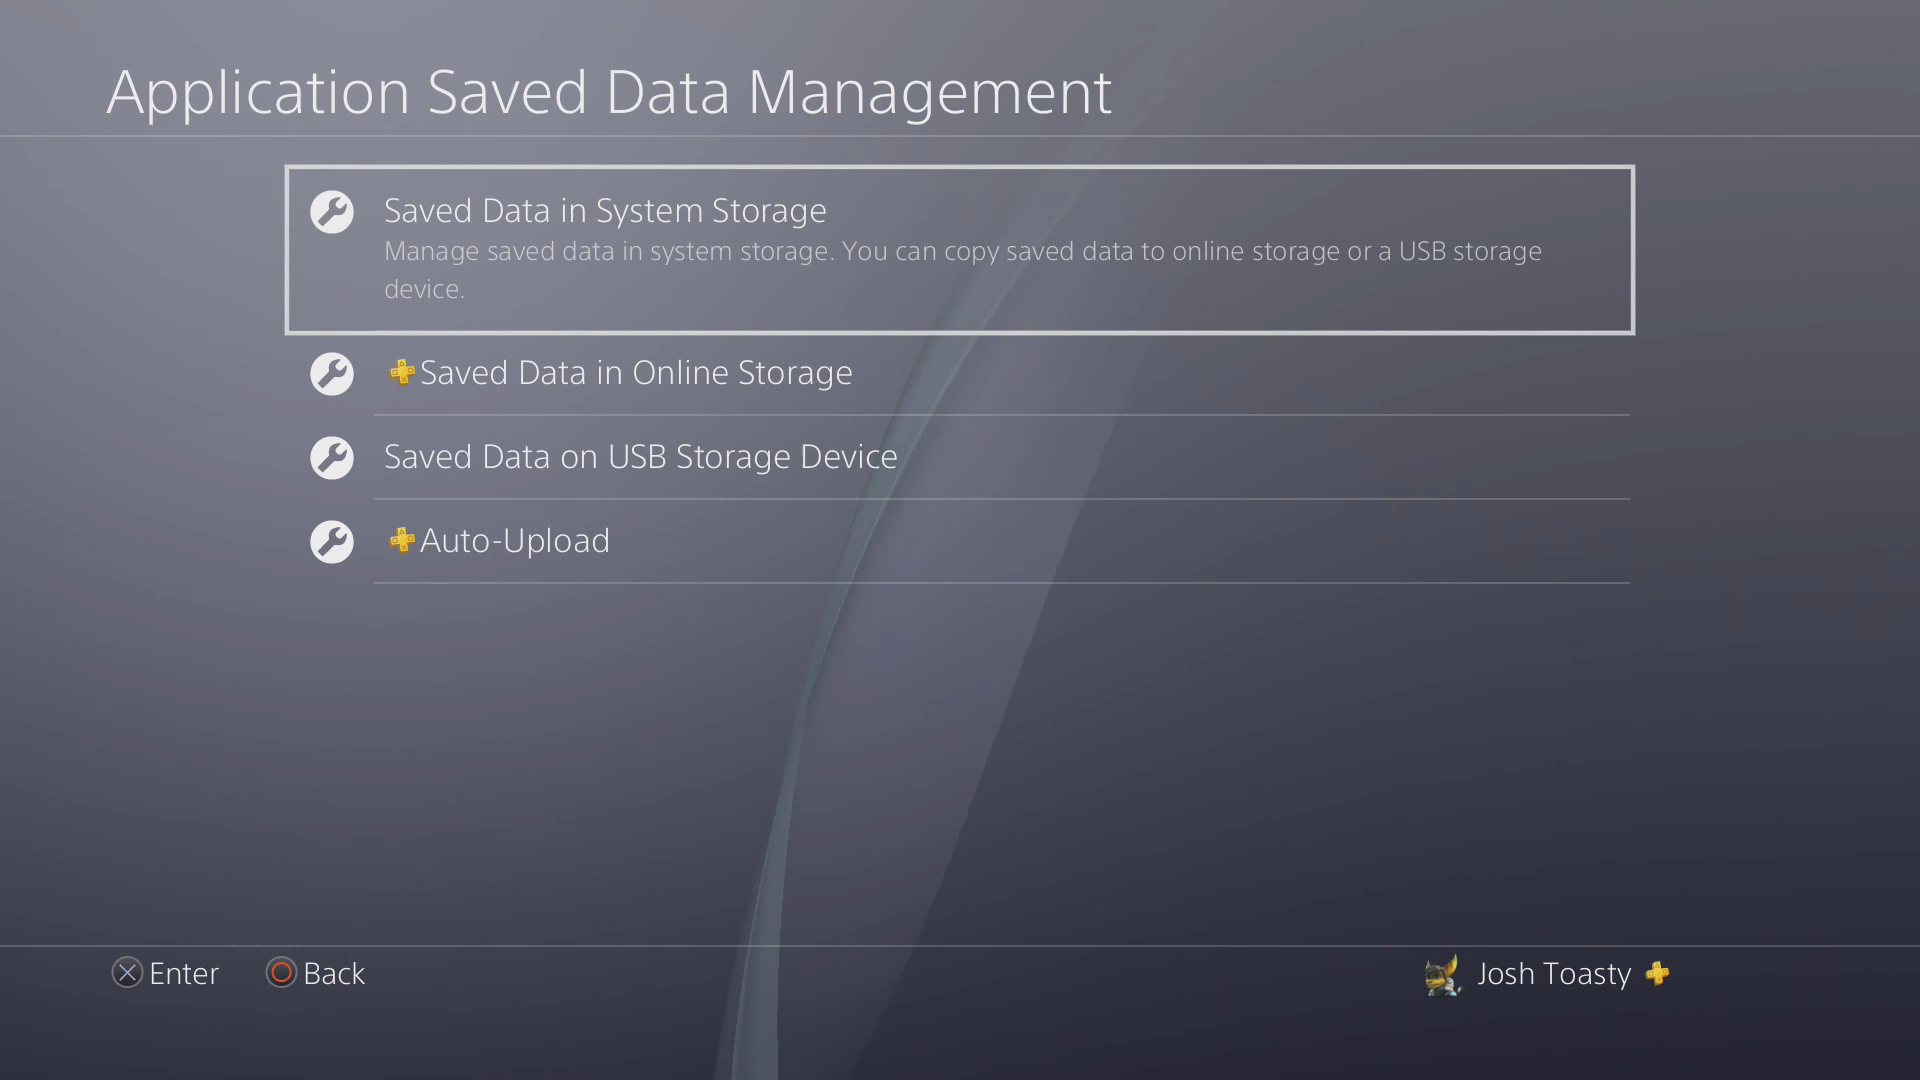 Application Saved Data Management
Saved Data in System Storage
Manage saved data in system storage. You can copy saved data to online storage or a USB storage
device.
Saved Data in Online Storage
Saved Data on USB Storage Device
Auto-Upload
Enter
Back
Josh Toasty